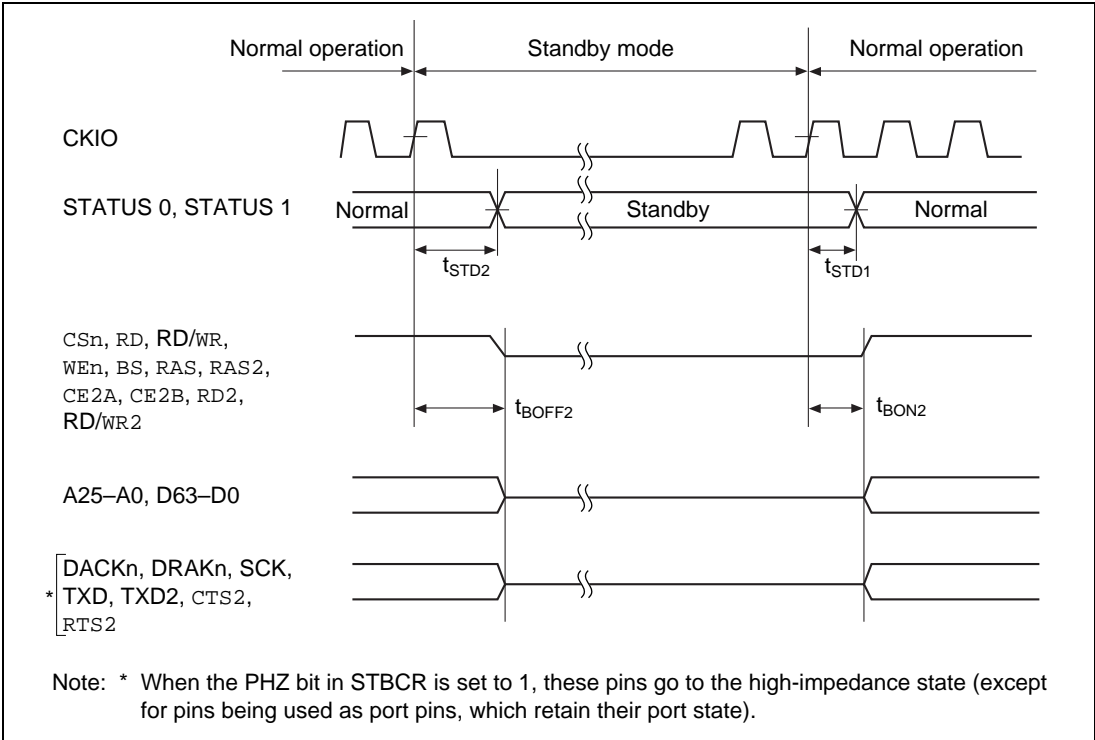 Normal operation
Standby mode
Normal operation
CKIO
STATUS 0, STATUS 1
Normal
Standby
Normal
tSTD2
tSTD1
CSn, RD, RD/WR,
WEn, BS, RAS, RAS2,
CE2A, CE2B, RD2,
RD/WR2
tBOFF2
tBON2
A25–A0, D63–D0
DACKn, DRAKn, SCK,
* TXD, TXD2, CTS2,
RTS2
Note: * When the PHZ bit in STBCR is set to 1, these pins go to the high-impedance state (except
for pins being used as port pins, which retain their port state).